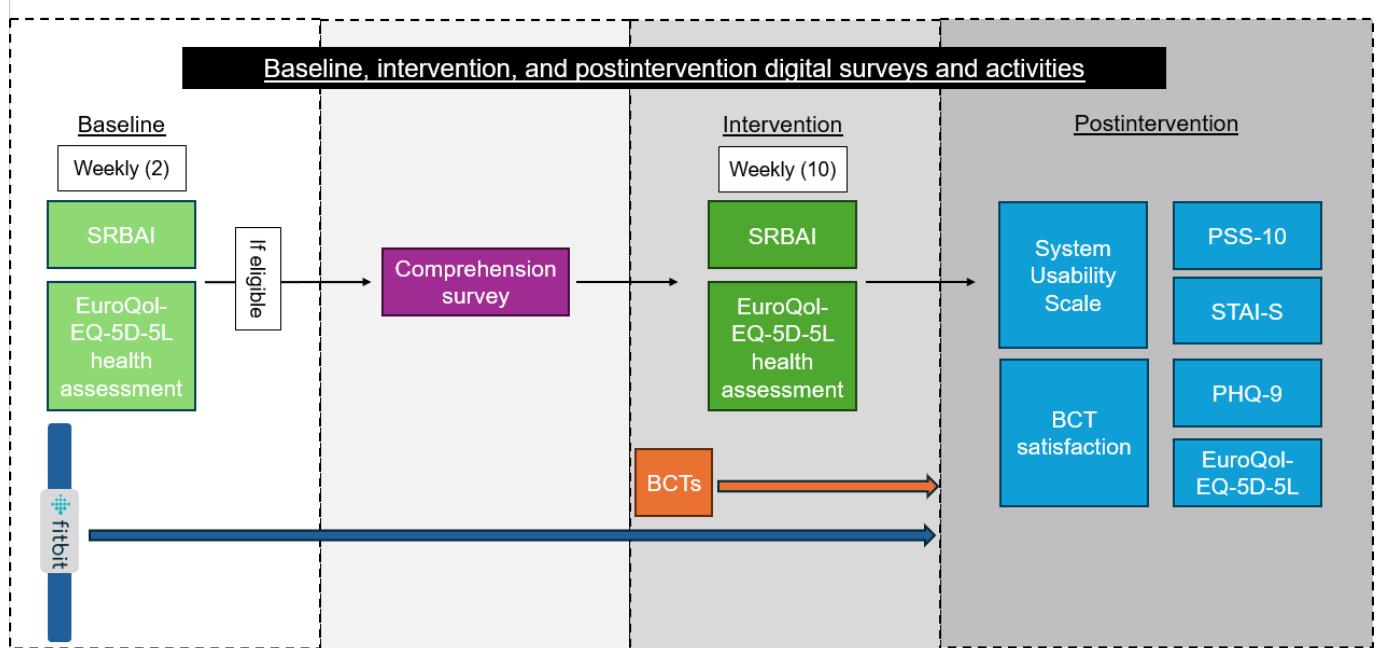 Baseline, intervention, and postintervention digital surveys and activities
Baseline
Weekly (2)
SRBAI
EuroQol-
EQ-5D-5L
health
assessment
If eligible
fitbit
Comprehension
survey
Intervention
Weekly (10)
SRBAI
EuroQol-
EQ-5D-5L
health
assessment
BCTs
Postintervention
System
Usability
Scale
BCT
satisfaction
PSS-10
STAI-S
PHQ-9
EuroQol-
EQ-5D-5L